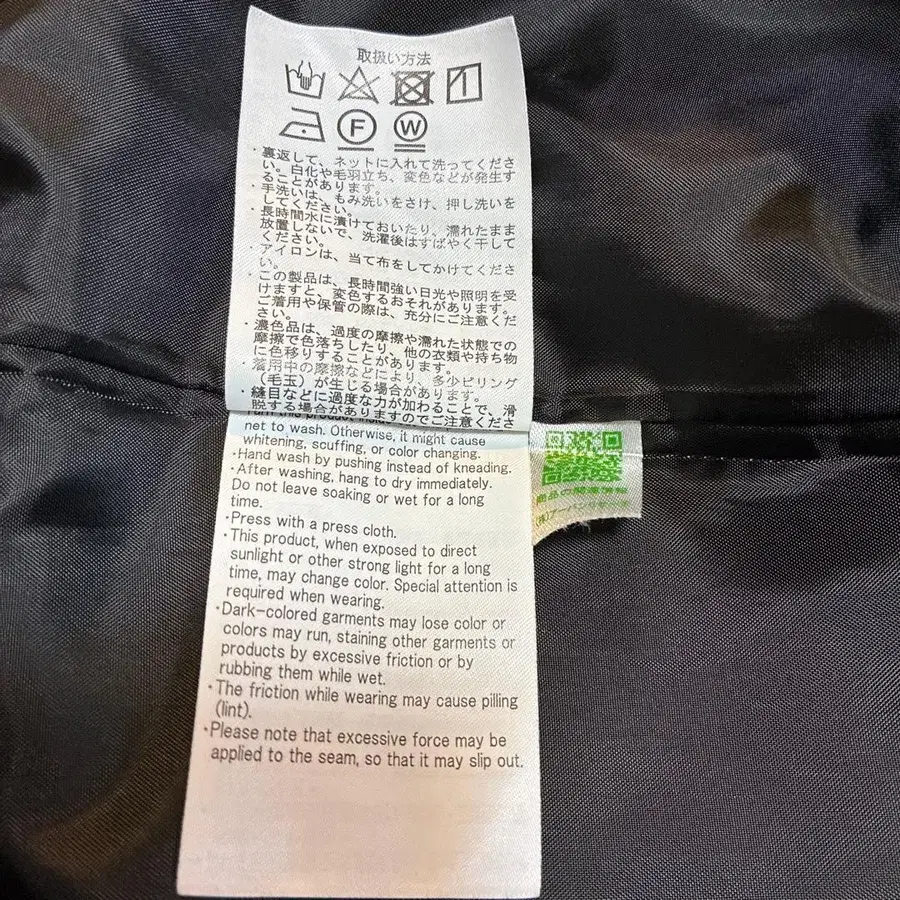 取扱い方法
F W
・裏返して、ネットに入れて洗ってくださ
い。白化や毛羽立ち、変色などが発生す
ることがあります。
・手洗いは、もみ洗いをさけ、押し洗いを
してください。
・長時間水に漬けておいたり、濡れたまま
放置しないで、洗濯後はすばやく干して
ください。
・アイロンは、当て布をしてかけてくださ
い。
・この製品は、長時間強い日光や照明を受
けますと、変色するおそれがあります。
ご着用や保管の際は、充分にご注意くだ
さい。
・濃色品は、過度の摩擦や濡れた状態での
摩擦で色落ちしたり、他の衣類や持ち物
に色移りすることがあります。
・着用中の摩擦などにより、多少ピリング
（毛玉）が生じる場合があります。
・縫目などに過度な力が加わることで、滑
脱する場合がありますのでご注意くださ
Turn this product inside
net to wash. Otherwise, it might cause
whitening, scuffing, or color changing.
・Hand wash by pushing instead of kneading.
・After washing, hang to dry immediately.
Do not leave soaking or wet for a long
time.
・Press with a press cloth.
・This product, when exposed to direct
sunlight or other strong light for a long
time, may change color. Special attention is
required when wearing.
・Dark-colored garments may lose color or
colors may run, staining other garments or
products by excessive friction or by
rubbing them while wet.
・The friction while wearing may cause pilling
(lint).
・Please note that excessive force may be
applied to the seam, so that it may slip out.
商品の関連情報
(株)アーバン